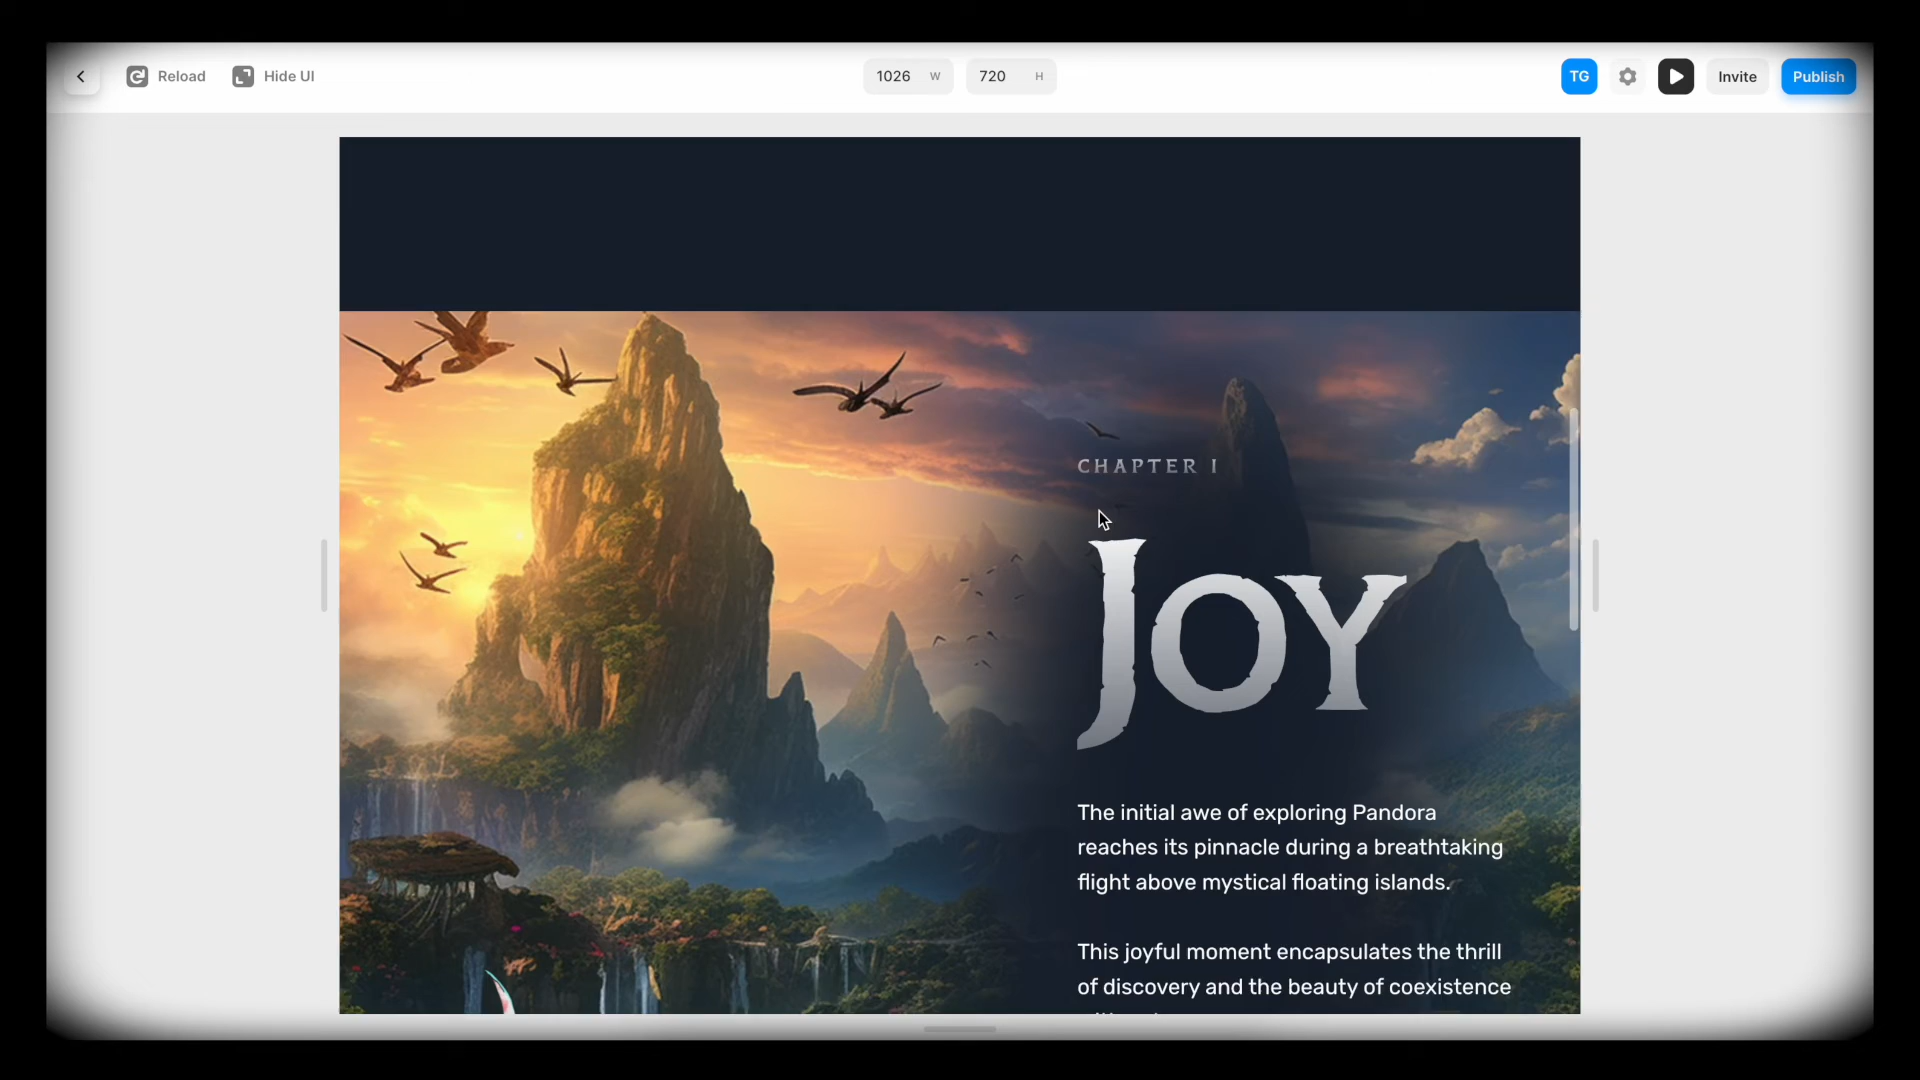 Reload
Hide UI
1026 W
720 H
TG
Invite
Publish
CHAPTER I
JOY
The initial awe of exploring Pandora
reaches its pinnacle during a breathtaking
flight above mystical floating islands.
This joyful moment encapsulates the thrill
of discovery and the beauty of coexistence